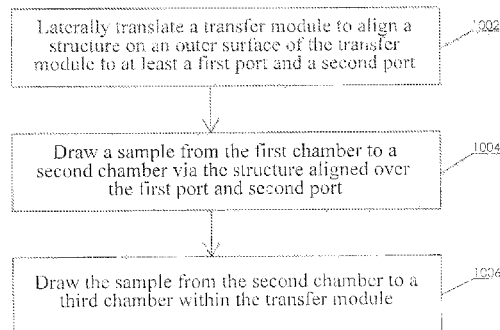 Laterally translate a transfer module to align a
structure on an outer surface of the transfer
module to at least a first port and a second port
1002
Draw a sample from the first chamber to a
second chamber via the structure aligned over
the first port and second port
1004
Draw the sample from the second chamber to a
third chamber within the transfer module
1006